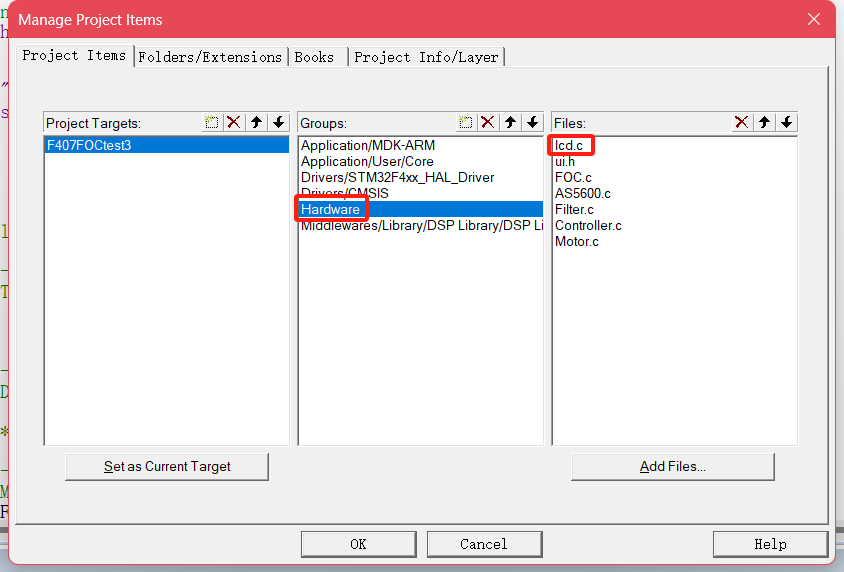 Manage Project Items
Project Items
Folders/Extensions
Books
Project Info/Layer
Project Targets:
F407FOCtest3
Groups:
Application/MDK-ARM
Application/User/Core
Drivers/STM32F4xx_HAL_Driver
Drivers/CMSIS
Hardware
Middlewares/Library/DSP Library/DSP Li
Files:
lcd.c
ui.h
FOC.c
AS5600.c
Filter.c
Controller.c
Motor.c
Set as Current Target
Add Files...
OK
Cancel
Help